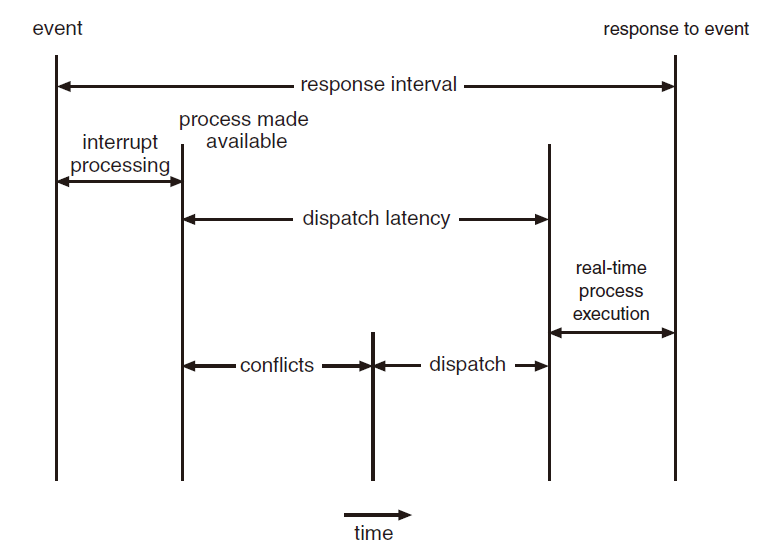 event
response to event
response interval
process made
available
interrupt
processing
dispatch latency
real-time
process
execution
conflicts
dispatch
time